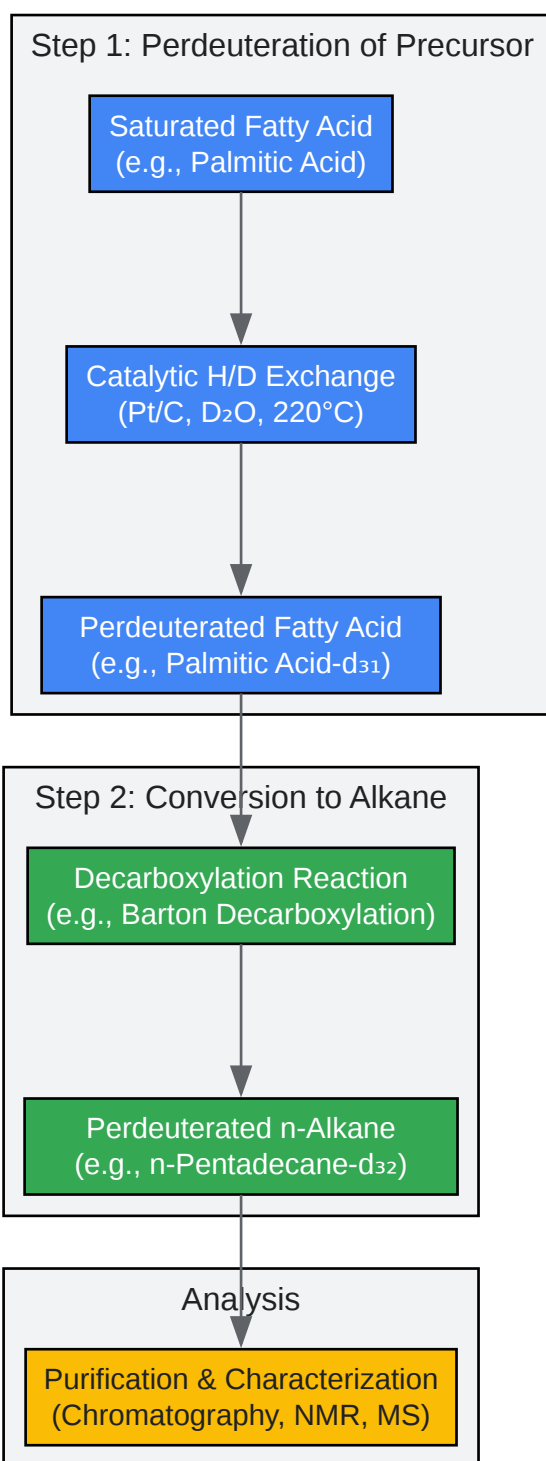 Step 1: Perdeuteration of Precursor
Saturated Fatty Acid
(e.g., Palmitic Acid)
Catalytic H/D Exchange
(Pt/C, D₂O, 220°C)
Perdeuterated Fatty Acid
(e.g., Palmitic Acid-d₃₁)
Step 2: Conversion to Alkane
Decarboxylation Reaction
(e.g., Barton Decarboxylation)
Perdeuterated n-Alkane
(e.g., n-Pentadecane-d₃₂)
Analysis
Purification & Characterization
(Chromatography, NMR, MS)